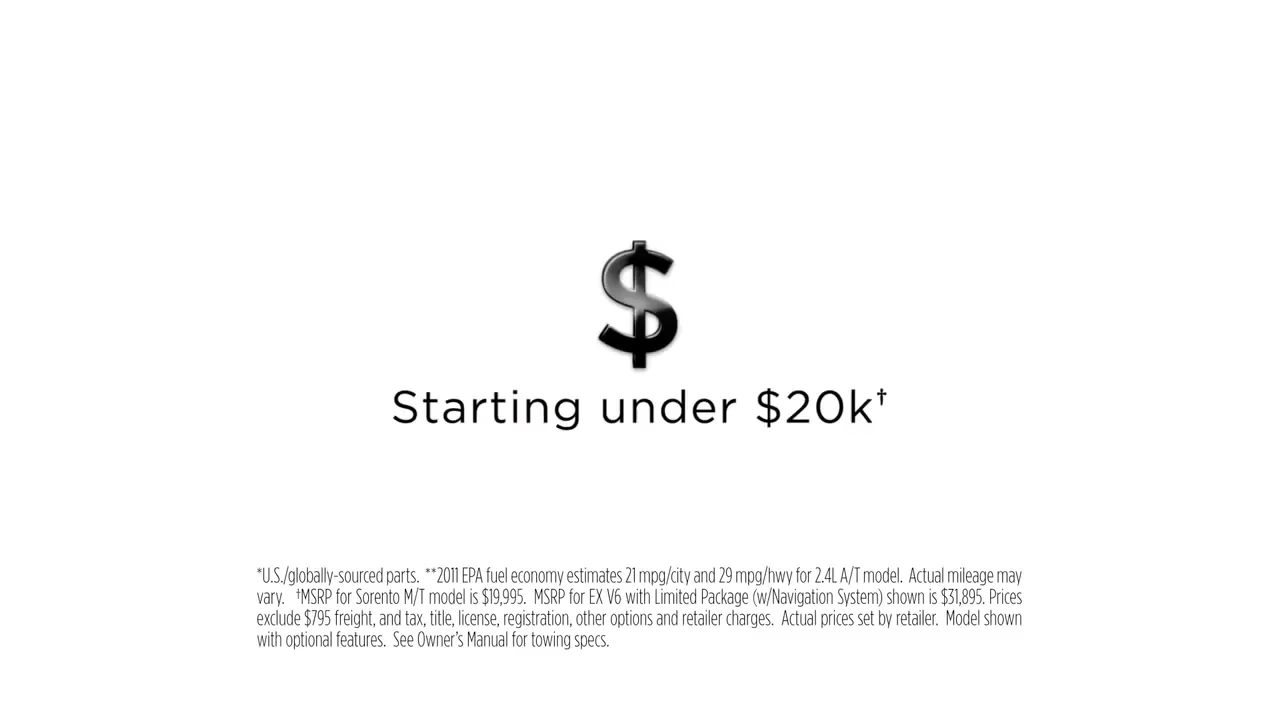 $
Starting under $20k†
*U.S./globally-sourced parts. **2011 EPA fuel economy estimates 21 mpg/city and 29 mpg/hwy for 2.4L A/T model. Actual mileage may
vary. †MSRP for Sorento M/T model is $19,995. MSRP for EX V6 with Limited Package (w/Navigation System) shown is $31,895. Prices
exclude $795 freight, and tax, title, license, registration, other options and retailer charges. Actual prices set by retailer. Model shown
with optional features. See Owner's Manual for towing specs.